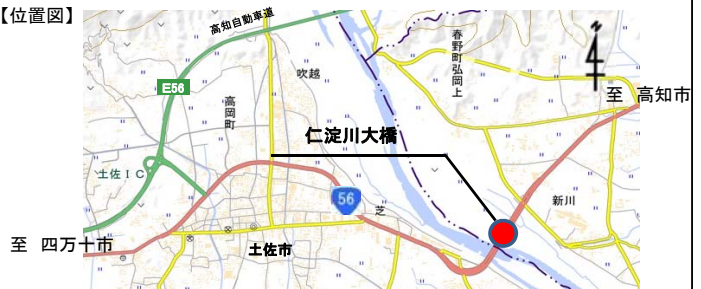 【位置図】
高知自動車道
E56
吹越
春野町弘岡上
至 高知市
高岡町
仁淀川大橋
土佐IC
56
芝
新川
至 四万十市
土佐市